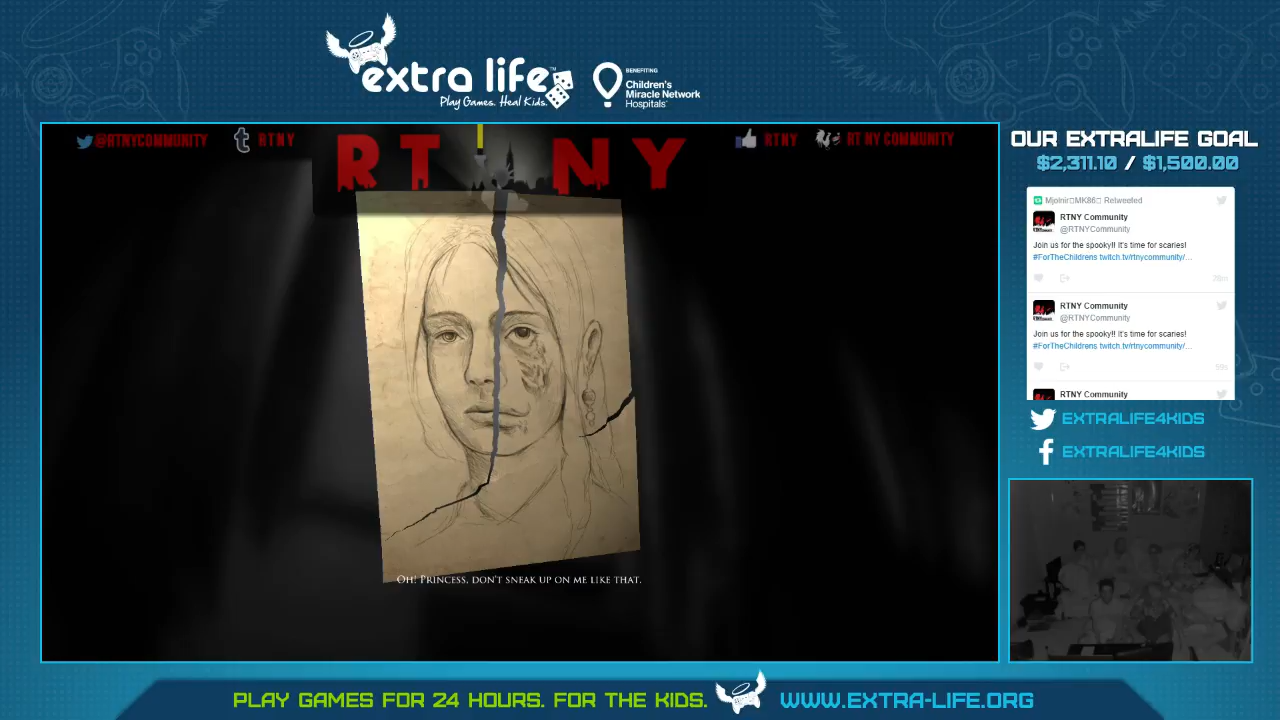 extra life™
Play Games. Heal Kids.
BENEFITING
Children's
Miracle Network
Hospitals
@RTNYCOMMUNITY
RTNY
RT NY
RTNY
RT NY COMMUNITY
OUR EXTRALIFE GOAL
$2,311.10 / $1,500.00
Mjolnir□MK86□ Retweeted
RTNY Community
@RTNYCommunity
Join us for the spooky!! It's time for scaries!
#ForTheChildrens twitch.tv/rtnycommunity/...
RTNY Community
@RTNYCommunity
Join us for the spooky!! It's time for scaries!
#ForTheChildrens twitch.tv/rtnycommunity/...
RTNY Community
EXTRALIFE4KIDS
EXTRALIFE4KIDS
OH! PRINCESS, DON'T SNEAK UP ON ME LIKE THAT.
PLAY GAMES FOR 24 HOURS. FOR THE KIDS.
WWW.EXTRA-LIFE.ORG